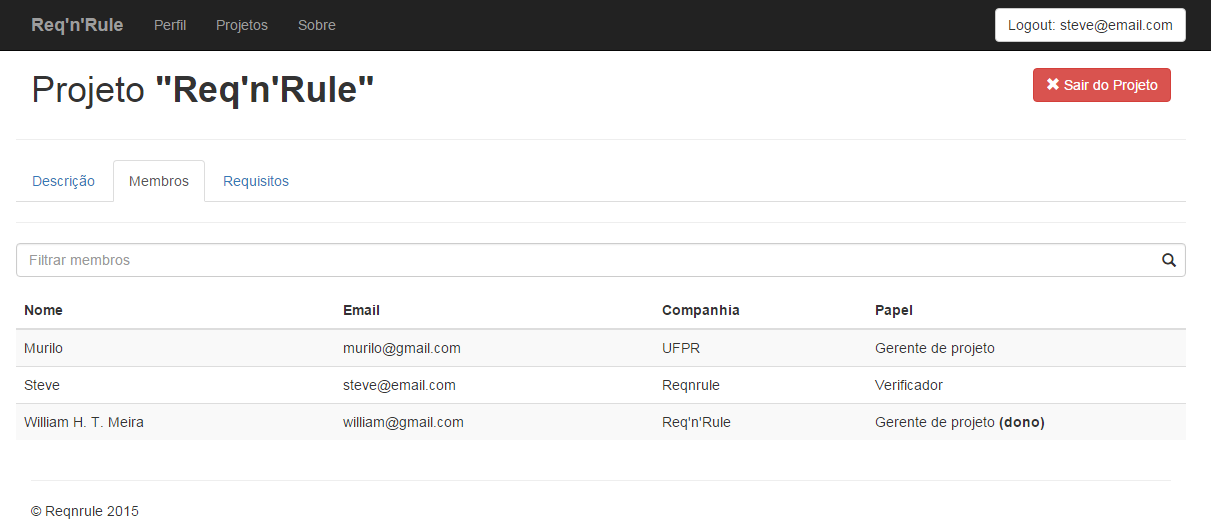 Req'n'Rule Perfil Projetos Sobre Logout: steve@email.com
Projeto "Req'n'Rule" ✖ Sair do Projeto
Descrição Membros Requisitos
Filtrar membros
Nome Email Companhia Papel
Murilo murilo@gmail.com UFPR Gerente de projeto
Steve steve@email.com Reqnrule Verificador
William H. T. Meira william@gmail.com Req'n'Rule Gerente de projeto (dono)
© Reqnrule 2015